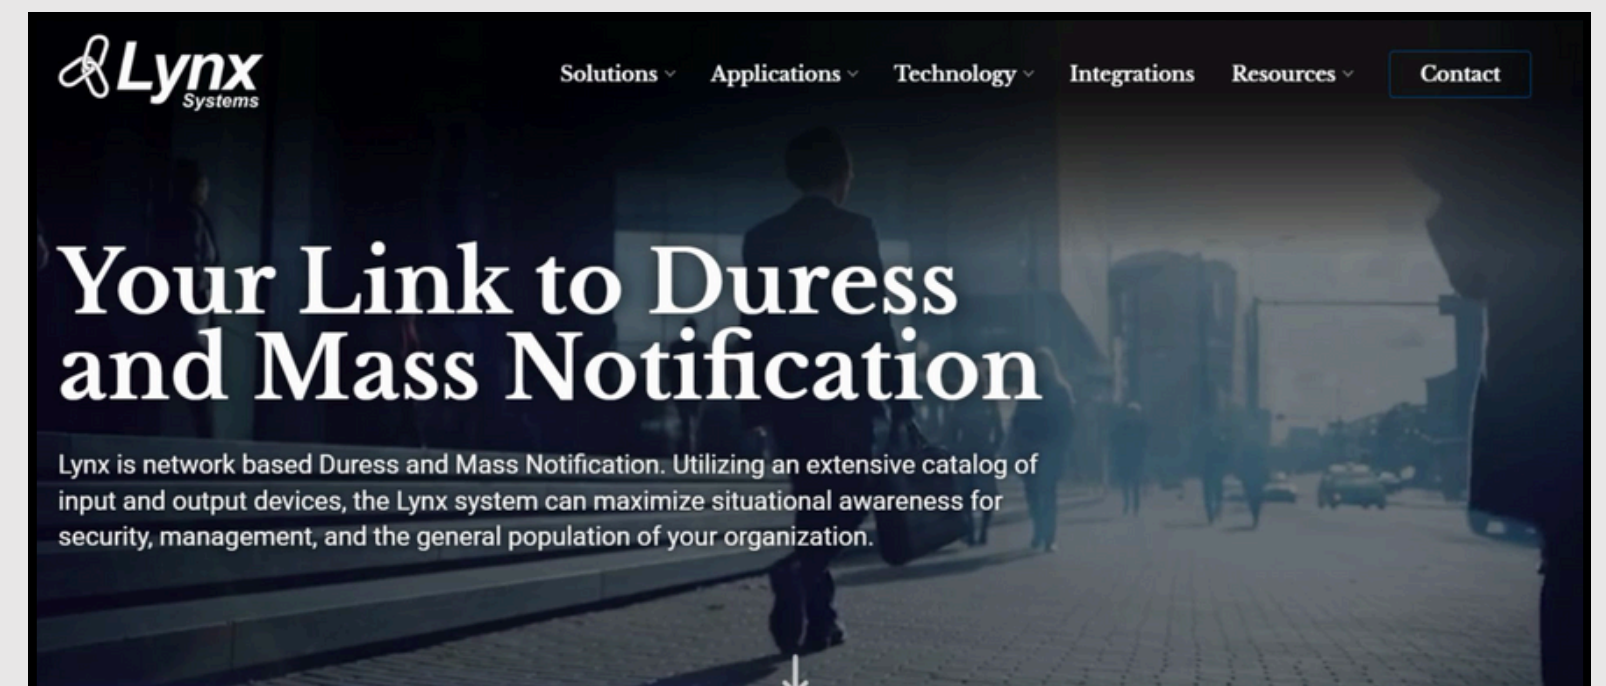 Lynx
Systems
Solutions Applications Technology Integrations Resources Contact
Your Link to Duress
and Mass Notification
Lynx is network based Duress and Mass Notification. Utilizing an extensive catalog of
input and output devices, the Lynx system can maximize situational awareness for
security, management, and the general population of your organization.